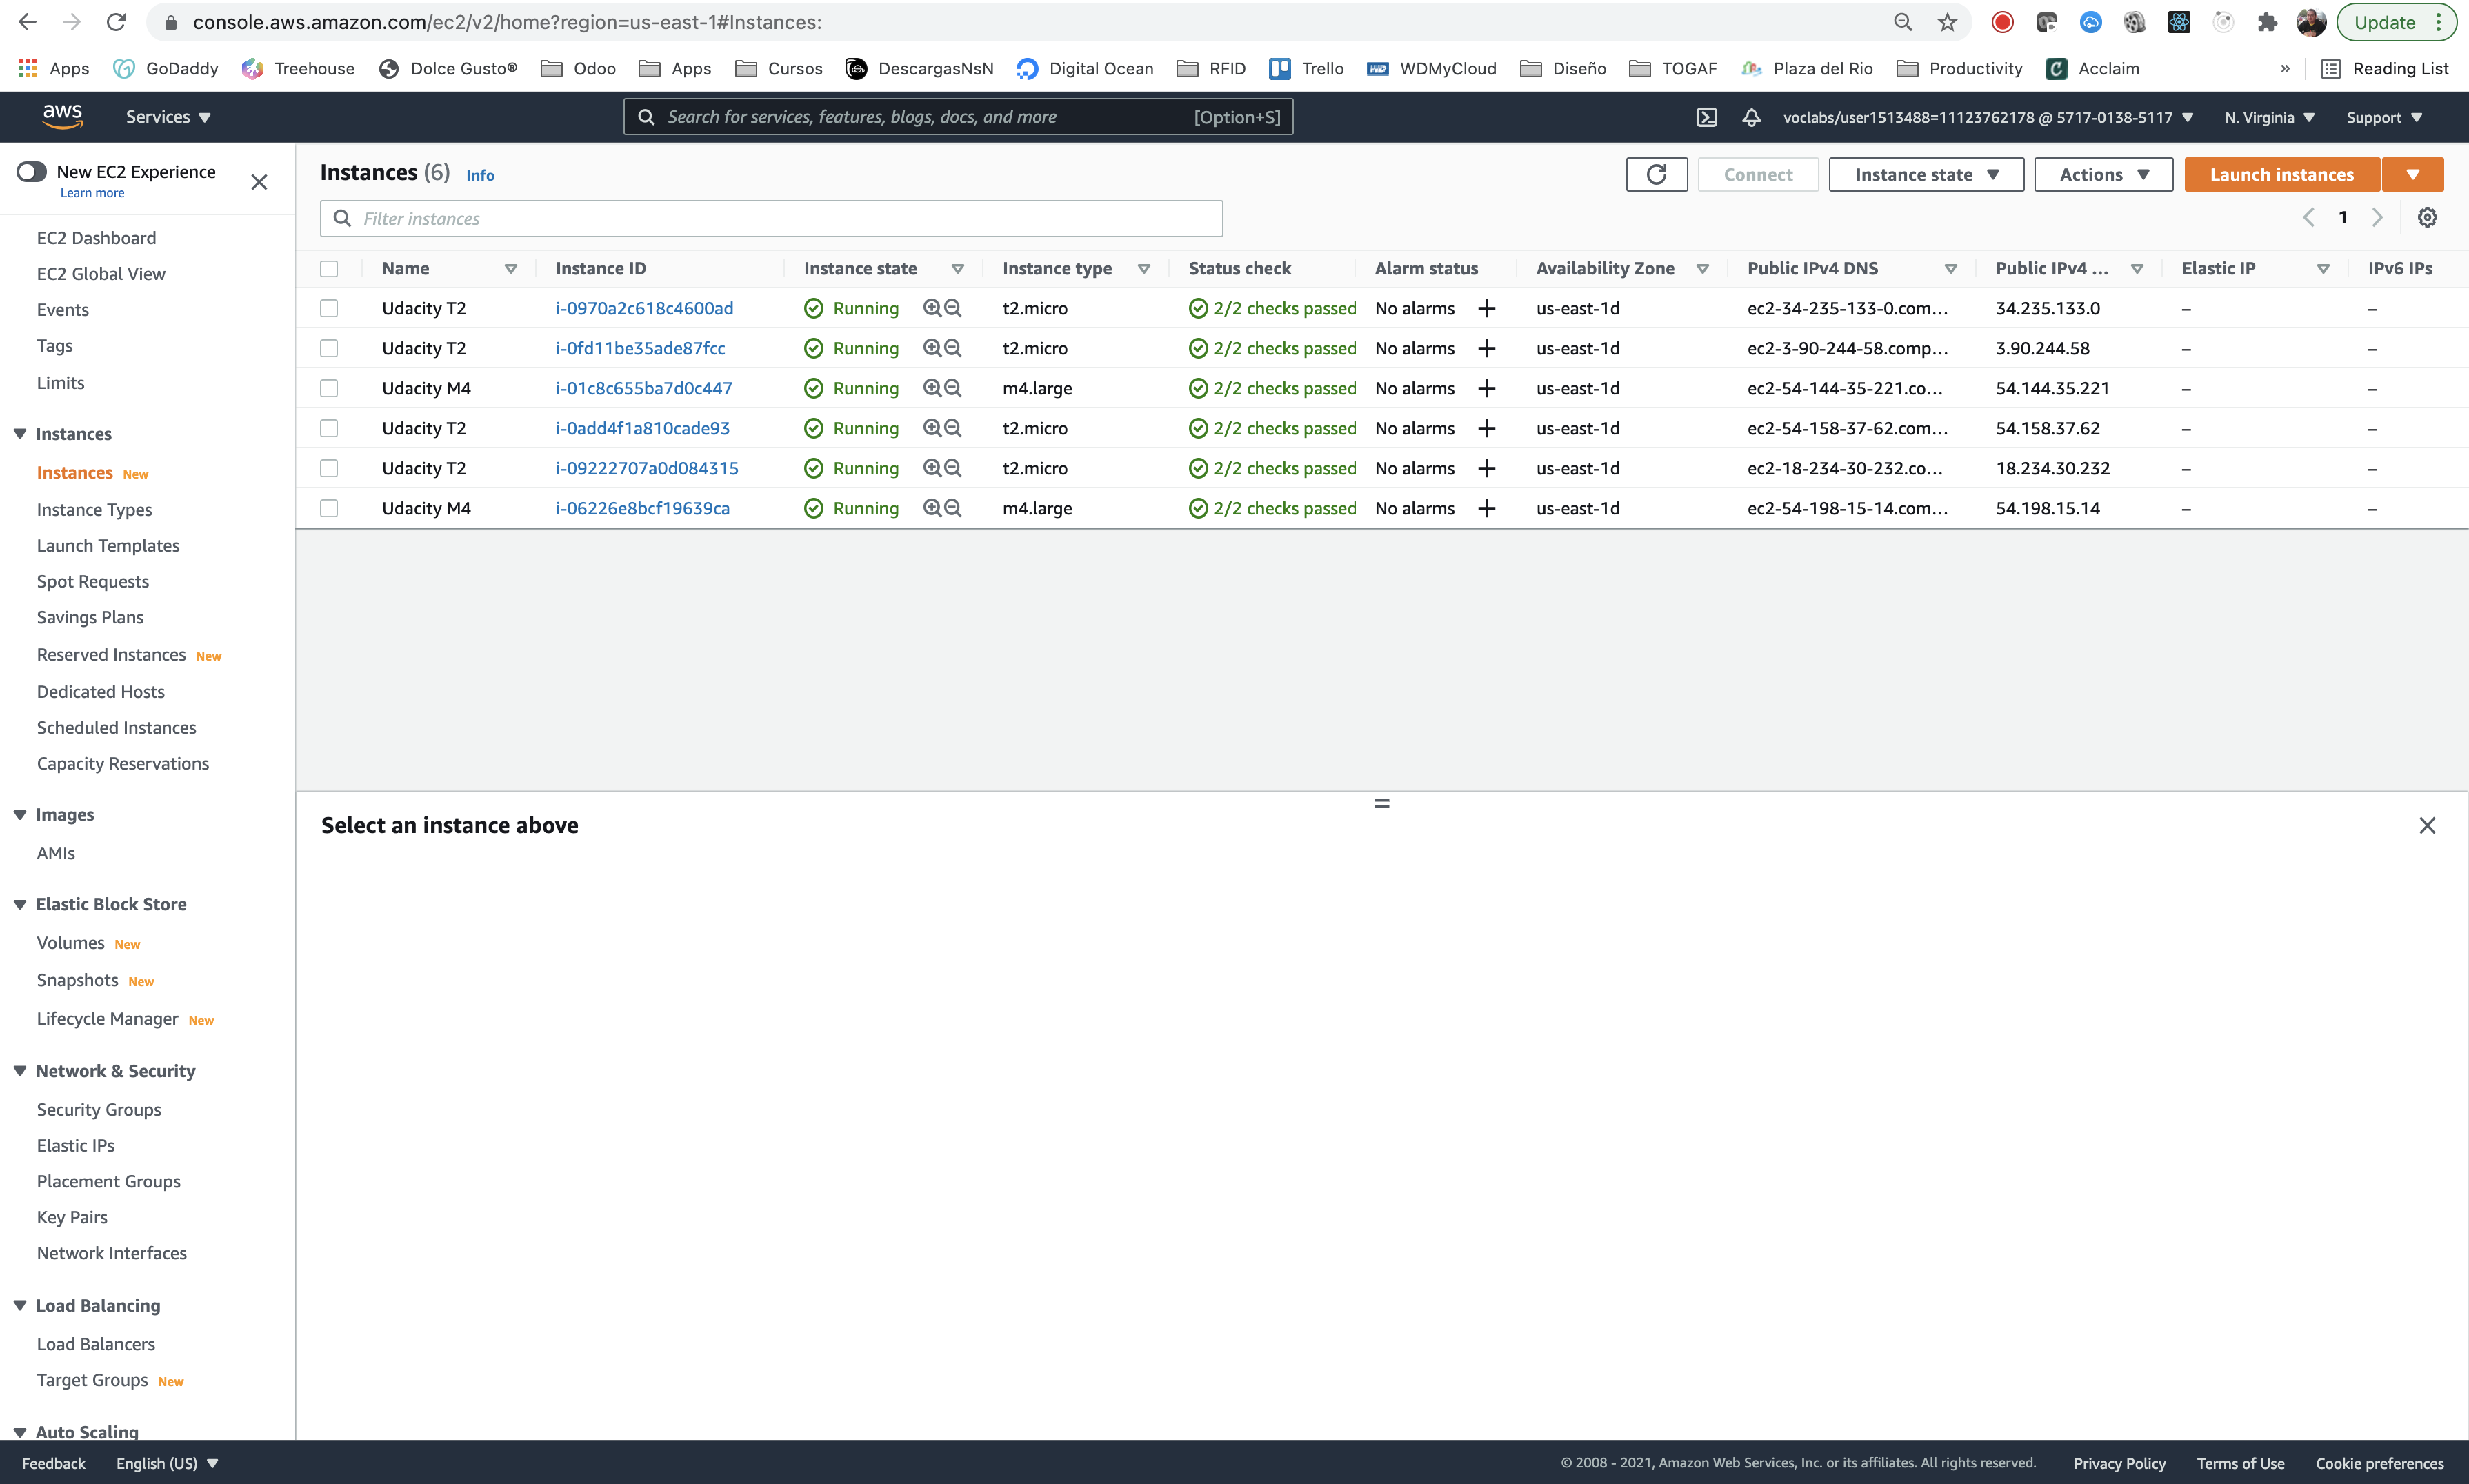 console.aws.amazon.com/ec2/v2/home?region=us-east-1#Instances:
Update
Apps GoDaddy Treehouse Dolce Gusto® Odoo Apps Cursos DescargasNsN Digital Ocean RFID Trello WDMyCloud Diseño TOGAF Plaza del Rio Productivity Acclaim » Reading List
aws Services Search for services, features, blogs, docs, and more [Option+S] voclabs/user1513488=11123762178 @ 5717-0138-5117 N. Virginia Support
New EC2 Experience
Learn more
EC2 Dashboard
EC2 Global View
Events
Tags
Limits
Instances
Instances New
Instance Types
Launch Templates
Spot Requests
Savings Plans
Reserved Instances New
Dedicated Hosts
Scheduled Instances
Capacity Reservations
Images
AMIs
Elastic Block Store
Volumes New
Snapshots New
Lifecycle Manager New
Network & Security
Security Groups
Elastic IPs
Placement Groups
Key Pairs
Network Interfaces
Load Balancing
Load Balancers
Target Groups New
Auto Scaling
Instances (6) Info Connect Instance state Actions Launch instances
Filter instances 1
Name Instance ID Instance state Instance type Status check Alarm status Availability Zone Public IPv4 DNS Public IPv4 ... Elastic IP IPv6 IPs
Udacity T2 i-0970a2c618c4600ad Running t2.micro 2/2 checks passed No alarms + us-east-1d ec2-34-235-133-0.com... 34.235.133.0 – –
Udacity T2 i-0fd11be35ade87fcc Running t2.micro 2/2 checks passed No alarms + us-east-1d ec2-3-90-244-58.comp... 3.90.244.58 – –
Udacity M4 i-01c8c655ba7d0c447 Running m4.large 2/2 checks passed No alarms + us-east-1d ec2-54-144-35-221.co... 54.144.35.221 – –
Udacity T2 i-0add4f1a810cade93 Running t2.micro 2/2 checks passed No alarms + us-east-1d ec2-54-158-37-62.com... 54.158.37.62 – –
Udacity T2 i-09222707a0d084315 Running t2.micro 2/2 checks passed No alarms + us-east-1d ec2-18-234-30-232.co... 18.234.30.232 – –
Udacity M4 i-06226e8bcf19639ca Running m4.large 2/2 checks passed No alarms + us-east-1d ec2-54-198-15-14.com... 54.198.15.14 – –
Select an instance above
Feedback English (US) © 2008 - 2021, Amazon Web Services, Inc. or its affiliates. All rights reserved. Privacy Policy Terms of Use Cookie preferences